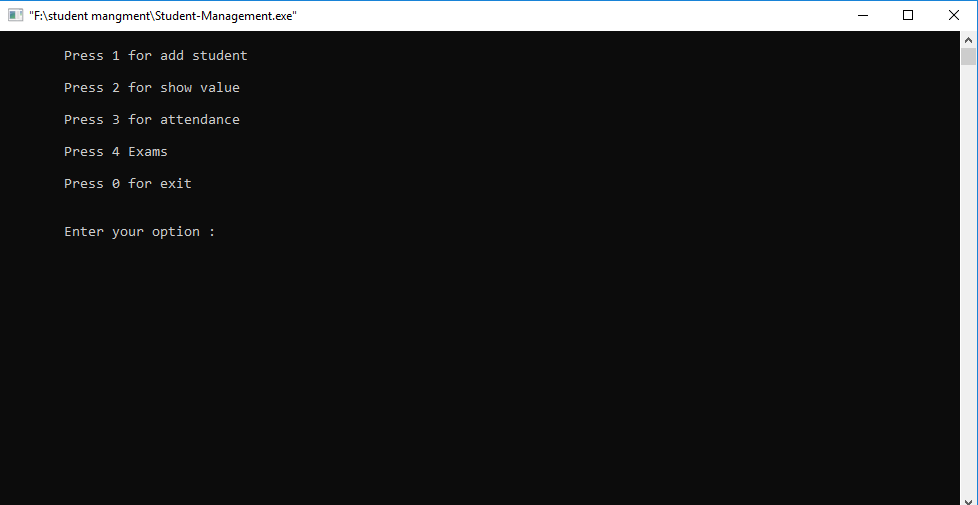 "F:\student mangment\Student-Management.exe"
Press 1 for add student
Press 2 for show value
Press 3 for attendance
Press 4 Exams
Press 0 for exit
Enter your option :